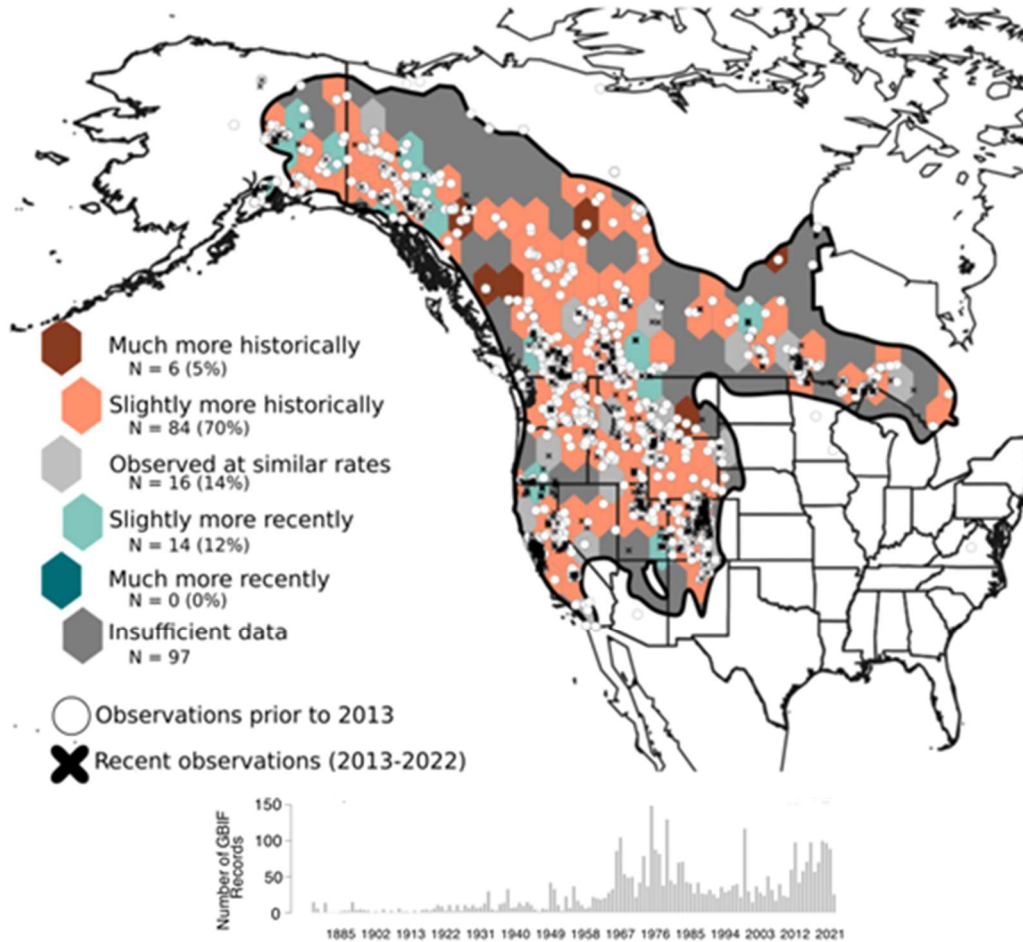 Much more historically
N = 6 (5%)
Slightly more historically
N = 84 (70%)
Observed at similar rates
N = 16 (14%)
Slightly more recently
N = 14 (12%)
Much more recently
N = 0 (0%)
Insufficient data
N = 97
Observations prior to 2013
Recent observations (2013-2022)
Number of GBIF
Records
150
100
50
0
1885 1902 1913 1922 1931 1940 1949 1958 1967 1976 1985 1994 2003 2012 2021